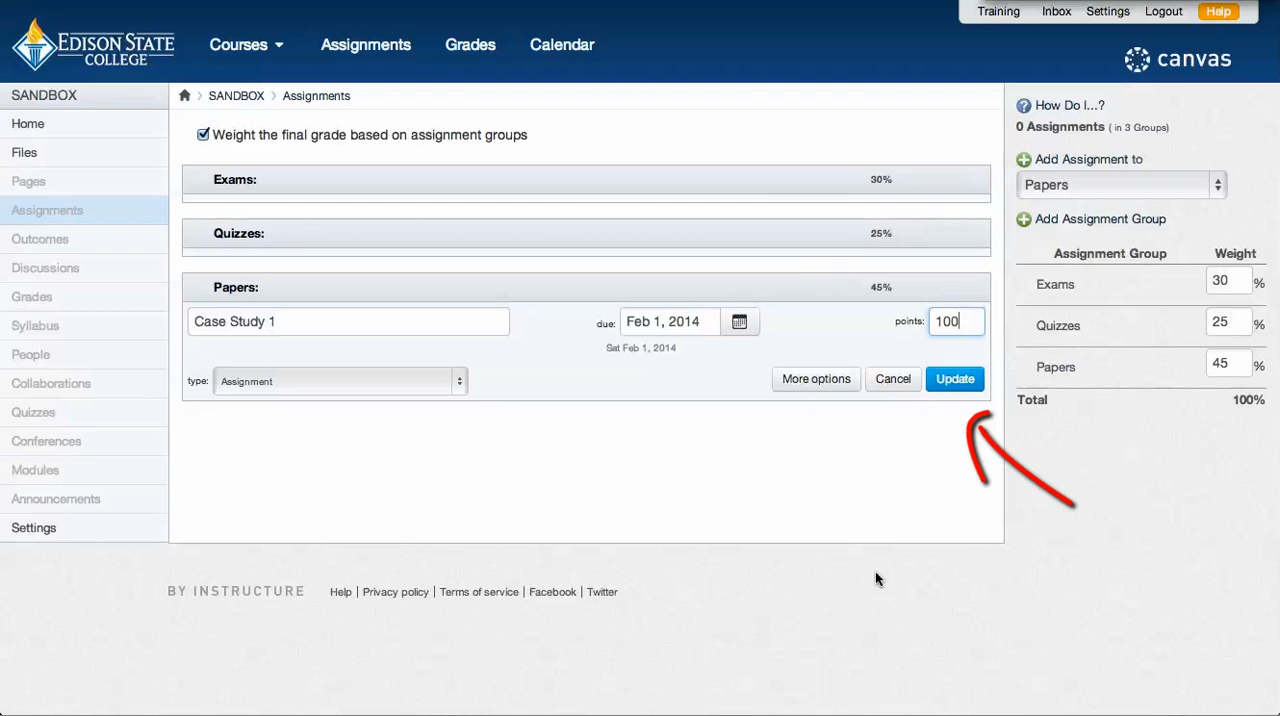 Training Inbox Settings Logout Help
EDISON STATE
COLLEGE
Courses Assignments Grades Calendar
canvas
SANDBOX
Home
Files
Pages
Assignments
Outcomes
Discussions
Grades
Syllabus
People
Collaborations
Quizzes
Conferences
Modules
Announcements
Settings
SANDBOX Assignments
Weight the final grade based on assignment groups
Exams: 30%
Quizzes: 25%
Papers: 45%
Case Study 1 due: Feb 1, 2014 points: 100
Sat Feb 1, 2014
type: Assignment More options Cancel Update
How Do I...?
0 Assignments ( in 3 Groups)
Add Assignment to
Papers
Add Assignment Group
Assignment Group Weight
Exams 30 %
Quizzes 25 %
Papers 45 %
Total 100%
BY INSTRUCTURE Help | Privacy policy | Terms of service | Facebook | Twitter